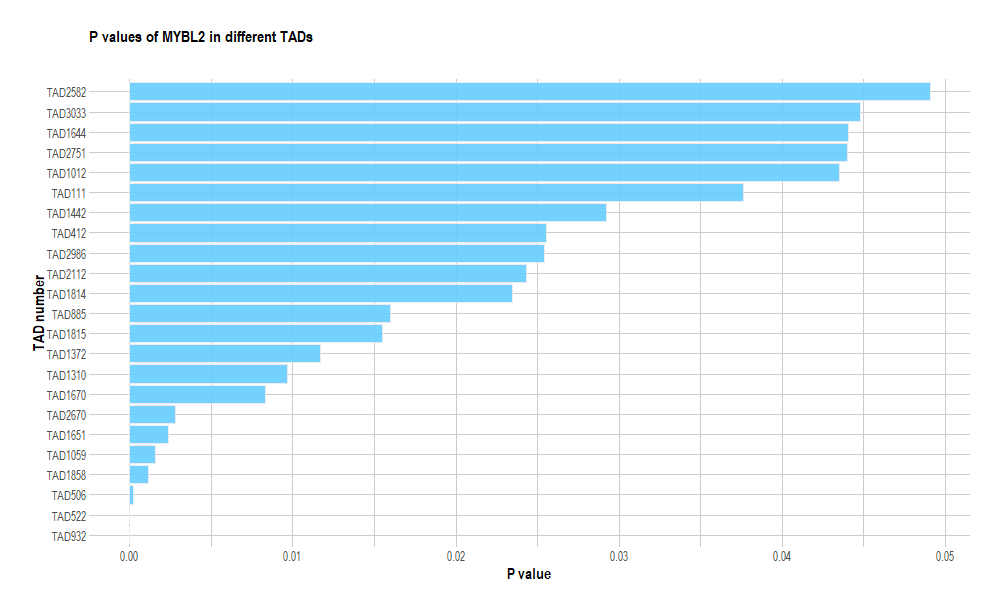 P values of MYBL2 in different TADs
TAD2582
TAD3033
TAD1644
TAD2751
TAD1012
TAD111
TAD1442
TAD412
TAD2986
TAD2112
TAD1814
TAD885
TAD1815
TAD1372
TAD1310
TAD1670
TAD2670
TAD1651
TAD1059
TAD1858
TAD506
TAD522
TAD932
TAD number
0.00 0.01 0.02 0.03 0.04 0.05
P value